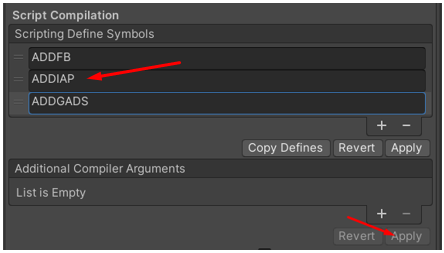 Script Compilation
Scripting Define Symbols
ADDFB
ADDIAP
ADDGADS
+ −
Copy Defines Revert Apply
Additional Compiler Arguments
List is Empty
+ −
Revert Apply